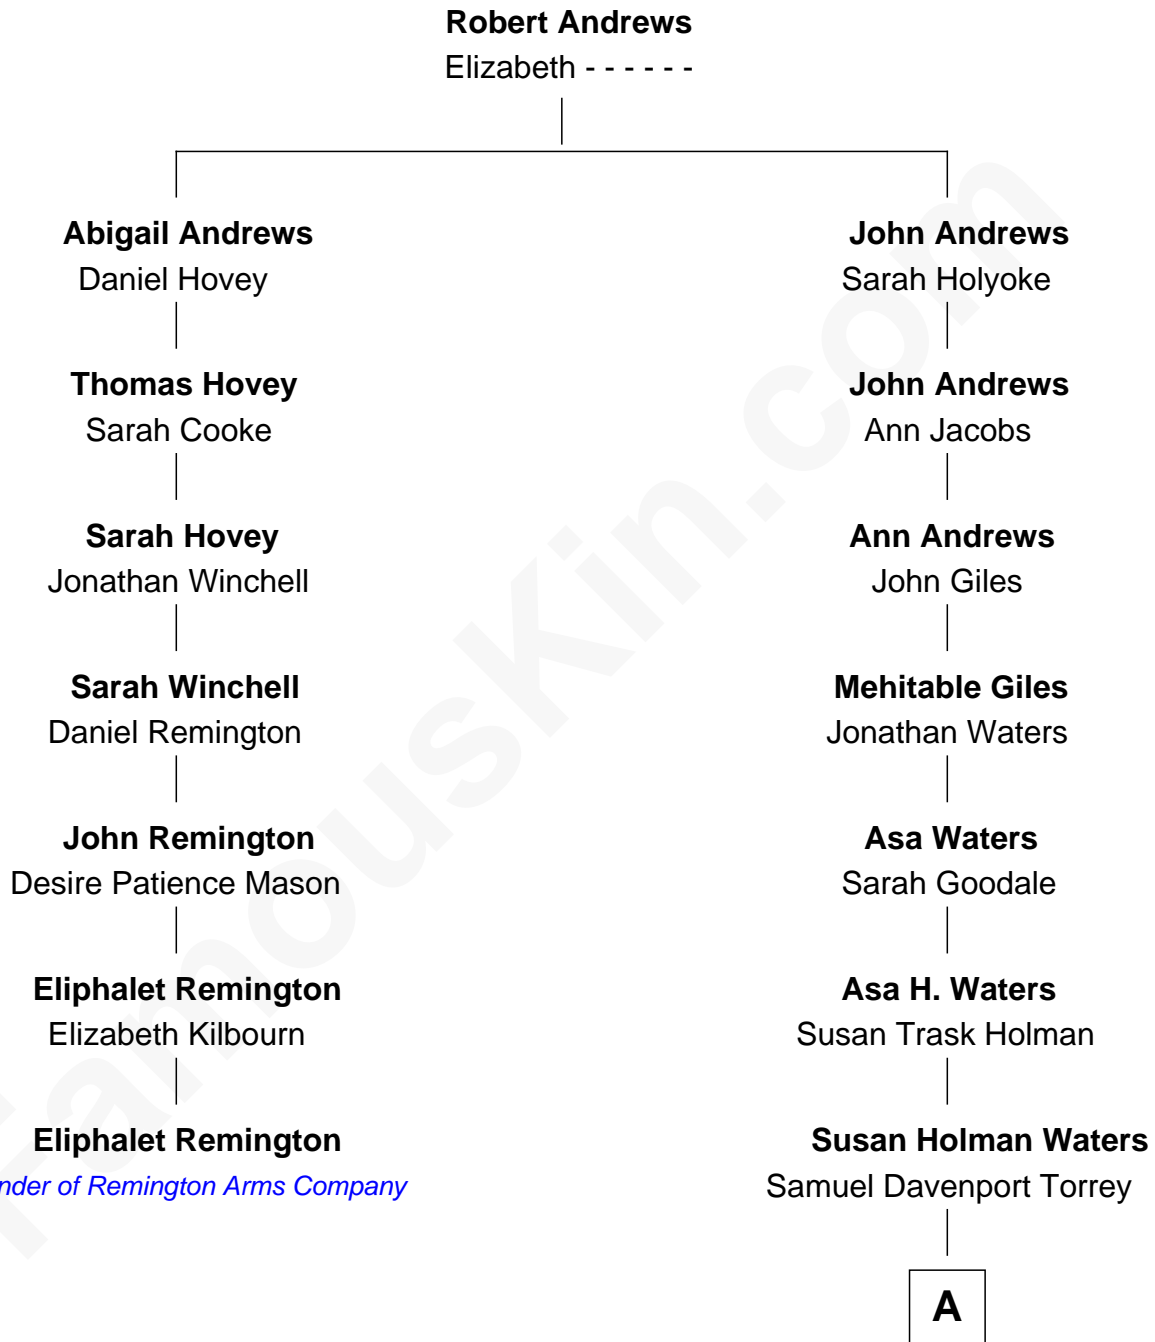 Robert Andrews
Elizabeth - - - - - -
Abigail Andrews
Daniel Hovey
John Andrews
Sarah Holyoke
Thomas Hovey
Sarah Cooke
John Andrews
Ann Jacobs
Sarah Hovey
Jonathan Winchell
Ann Andrews
John Giles
Sarah Winchell
Daniel Remington
Mehitable Giles
Jonathan Waters
John Remington
Desire Patience Mason
Asa Waters
Sarah Goodale
Eliphalet Remington
Elizabeth Kilbourn
Asa H. Waters
Susan Trask Holman
Eliphalet Remington
nder of Remington Arms Company
Susan Holman Waters
Samuel Davenport Torrey
A
FamousKin.com